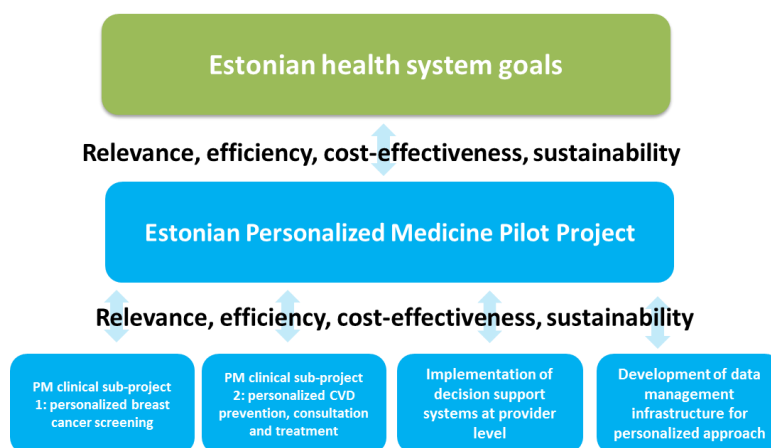 Estonian health system goals
Relevance, efficiency, cost-effectiveness, sustainability
Estonian Personalized Medicine Pilot Project
Relevance, efficiency, cost-effectiveness, sustainability
PM clinical sub-project
1: personalized breast
cancer screening
PM clinical sub-project
2: personalized CVD
prevention, consultation
and treatment
Implementation of
decision support
systems at provider
level
Development of data
management
infrastructure for
personalized approach